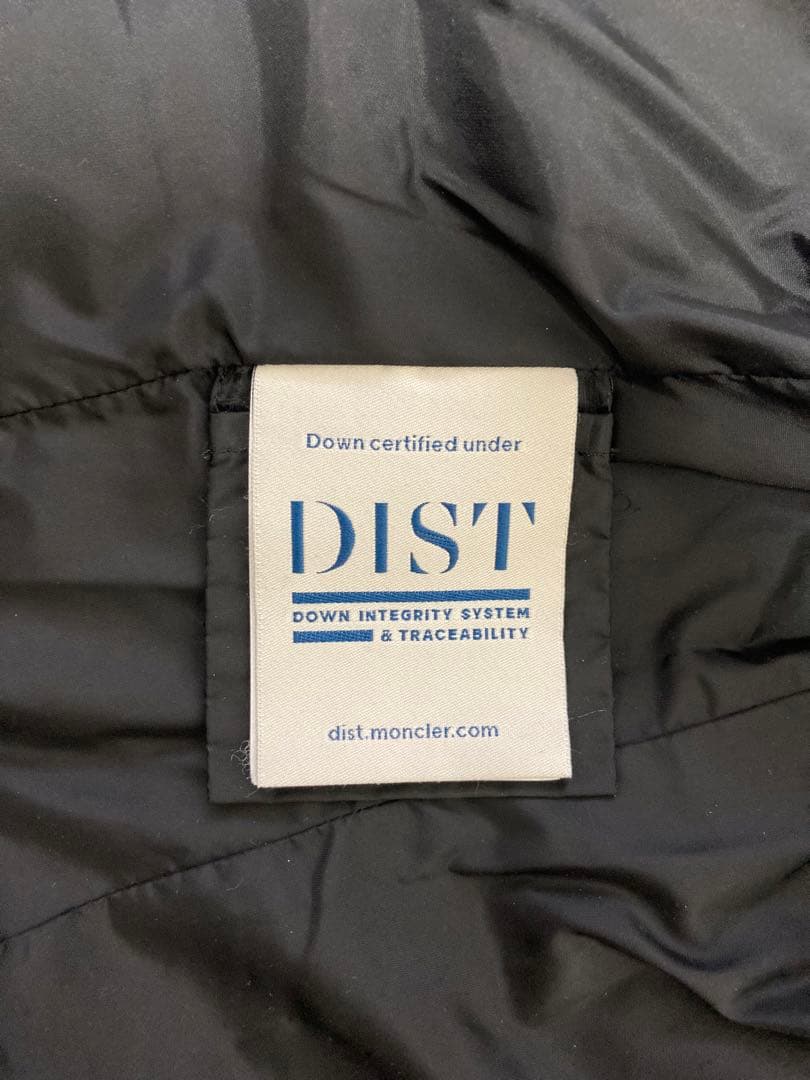 Down certified under
DIST
DOWN INTEGRITY SYSTEM
& TRACEABILITY
dist.moncler.com